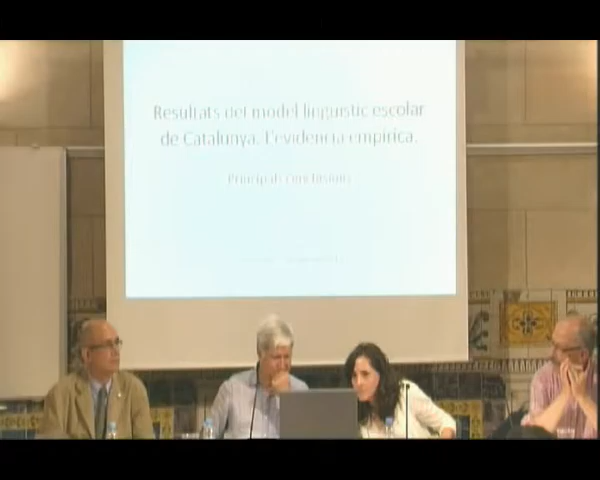 Resultats del model lingüístic escolar
de Catalunya. L'evidència empírica.
Principals conclusions